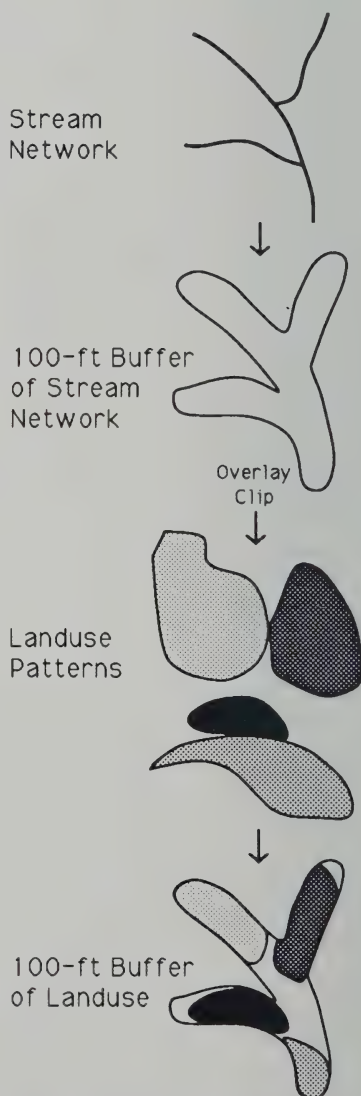 Stream
Network
100-ft Buffer
of Stream
Network
Overlay
Clip
Landuse
Patterns
100-ft Buffer
of Landuse